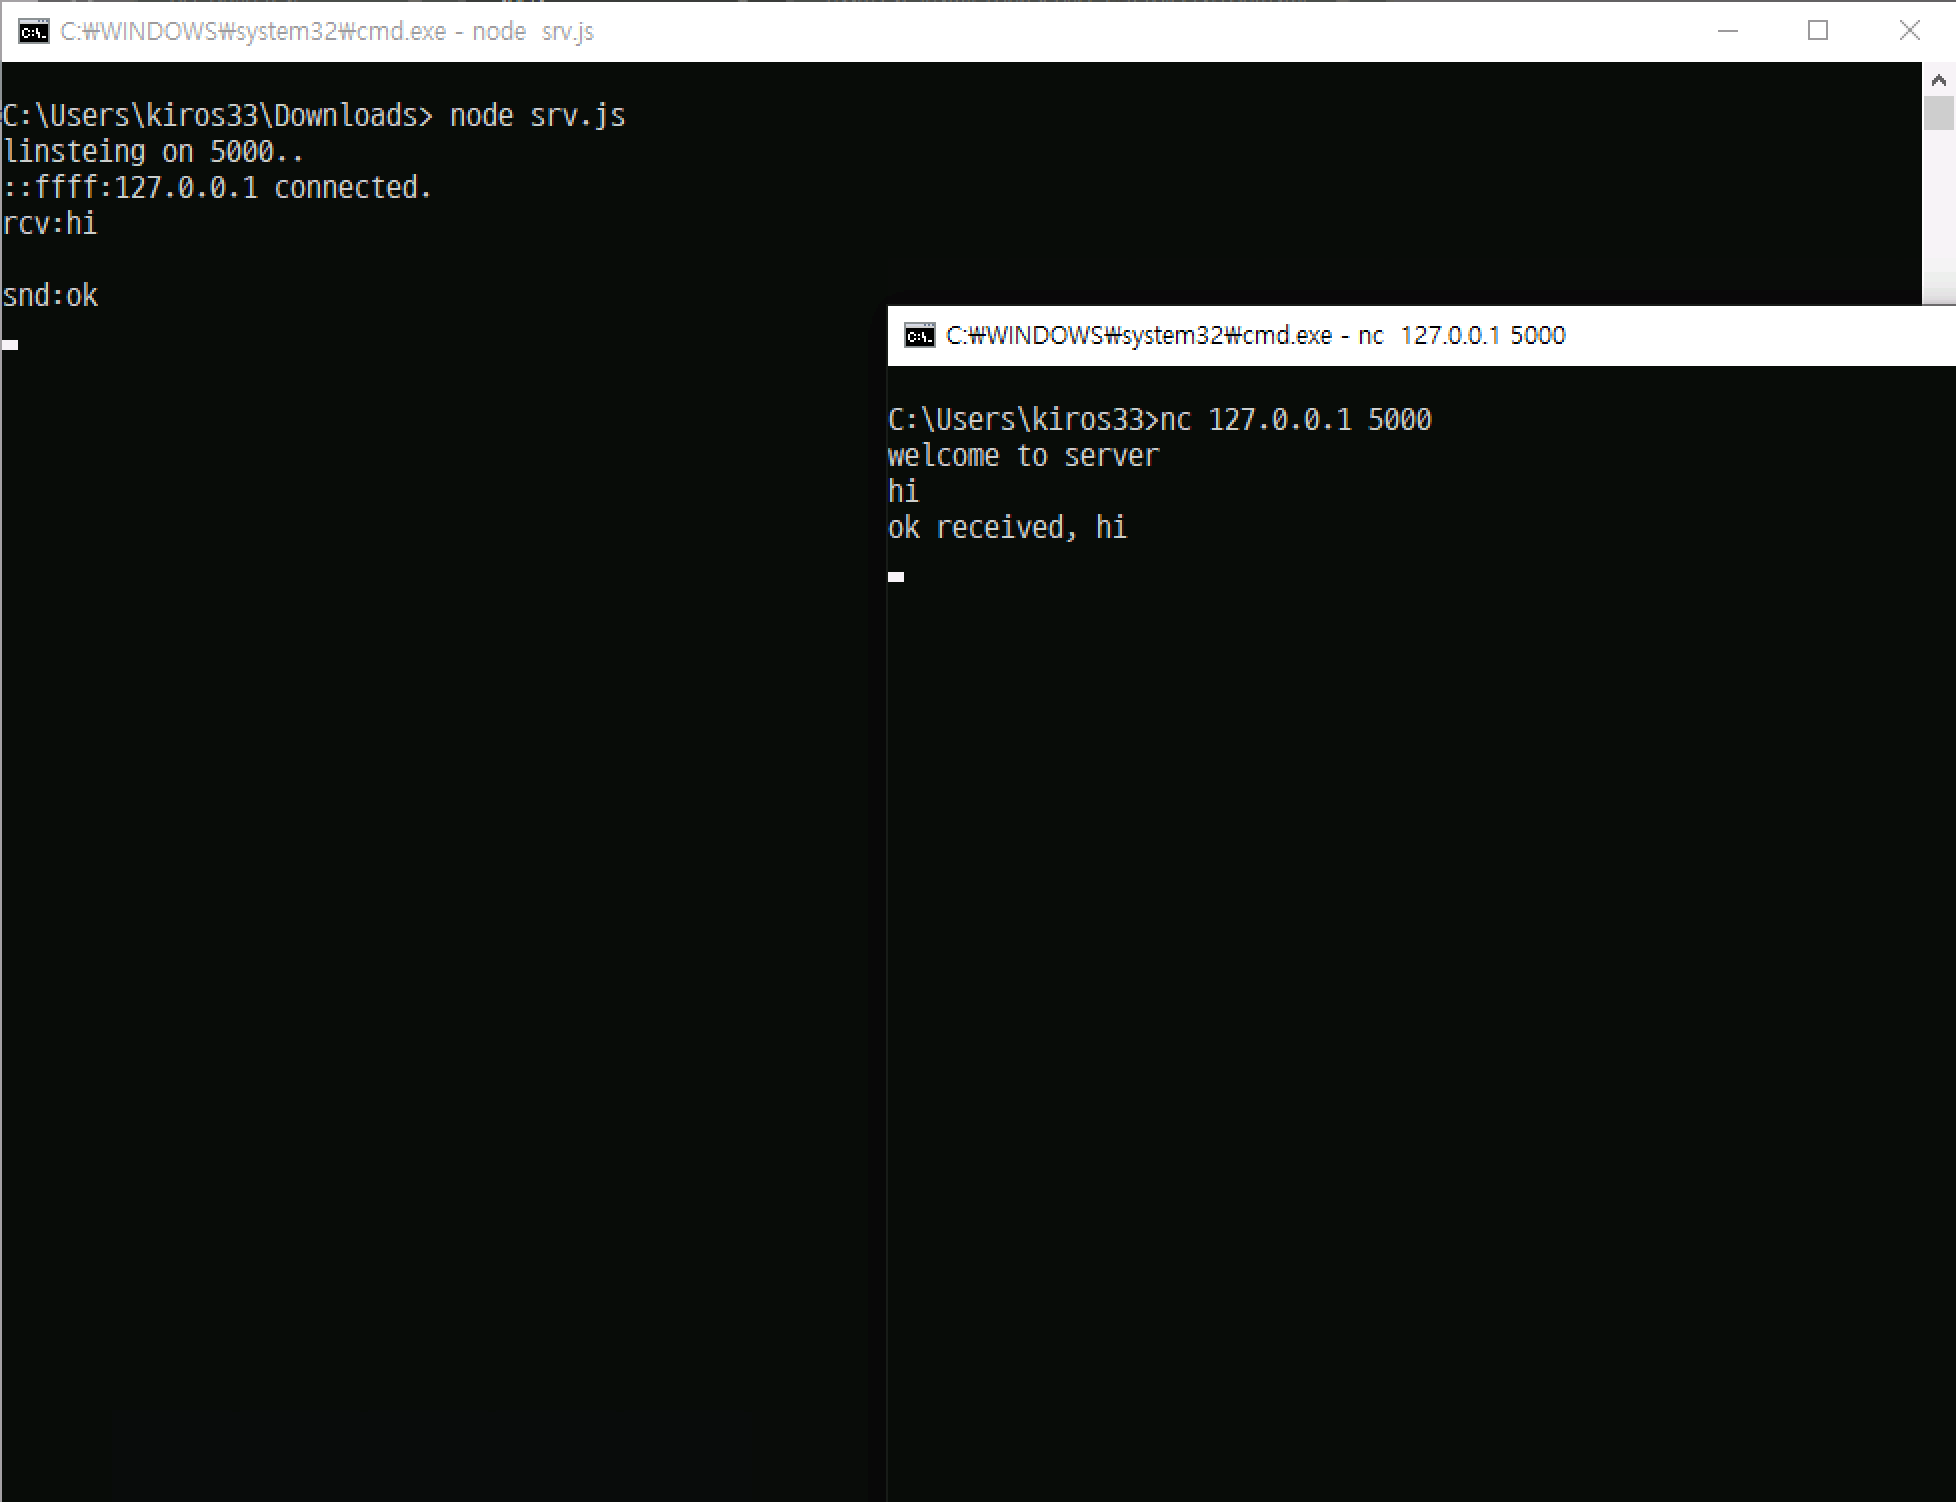 C:₩WINDOWS₩system32₩cmd.exe - node  srv.js
C:\Users\kiros33\Downloads> node srv.js
linsteing on 5000..
::ffff:127.0.0.1 connected.
rcv:hi
snd:ok
C:₩WINDOWS₩system32₩cmd.exe - nc  127.0.0.1 5000
C:\Users\kiros33>nc 127.0.0.1 5000
welcome to server
hi
ok received, hi